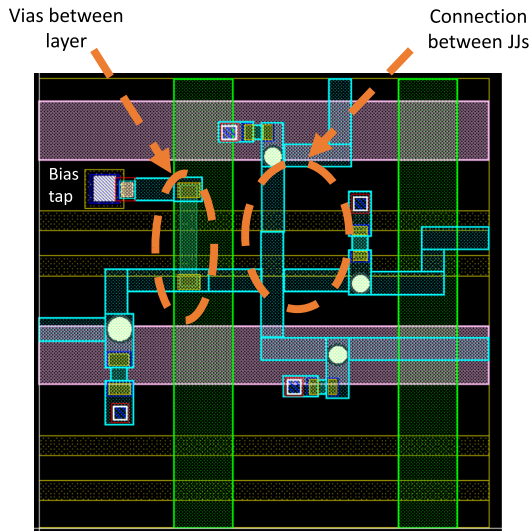 Vias between
layer
Connection
between JJs
Bias
tap